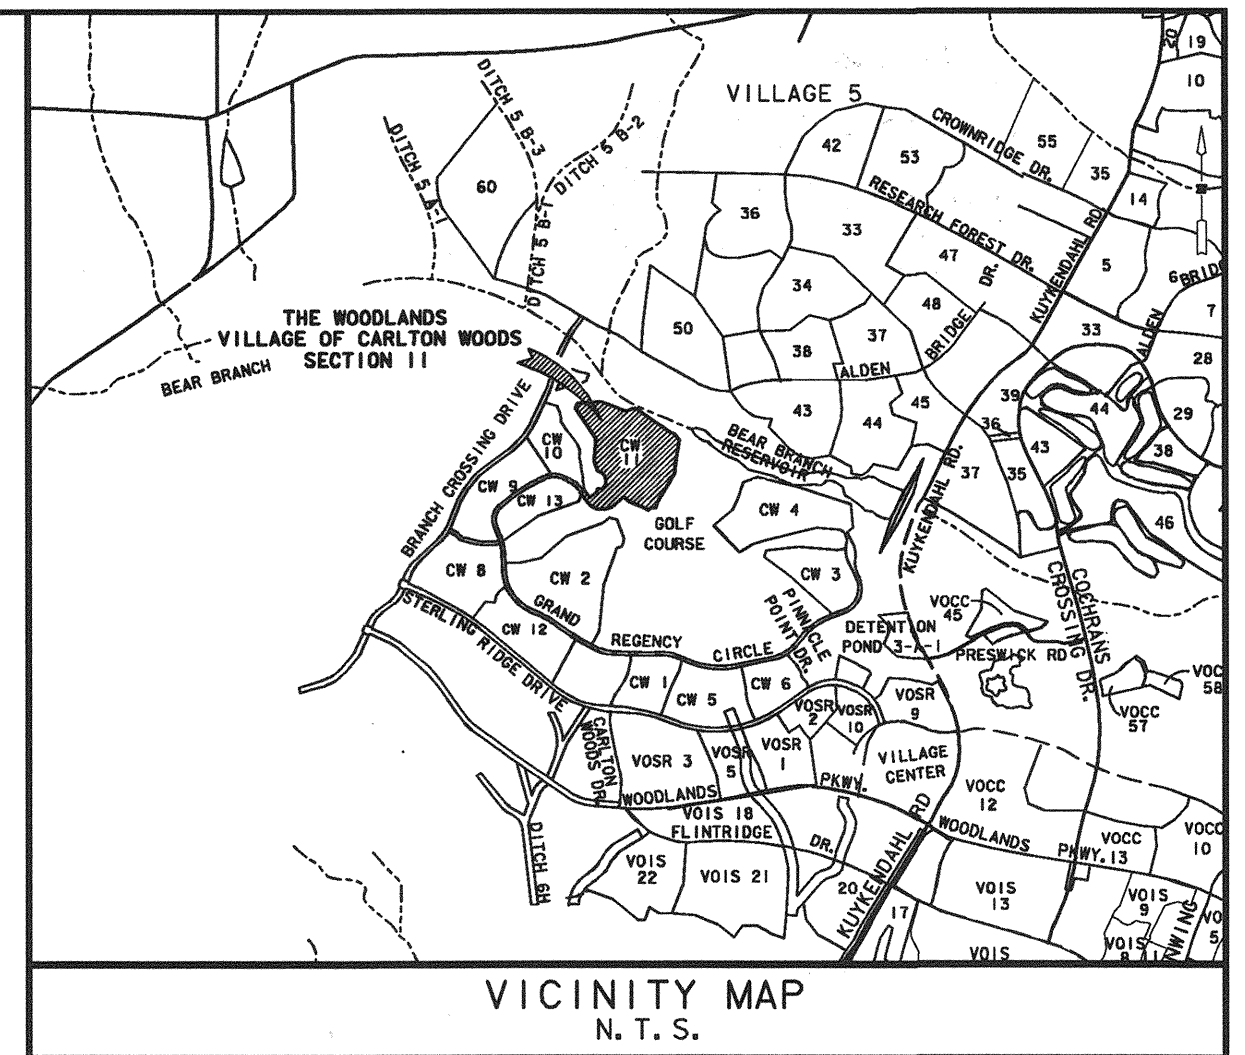 19
20
10
VILLAGE 5
DITCH 5 B-3
DITCH 5 B-2
DITCH 5 A-1
DITCH 5 B-1
60
42
53
CROWNRIDGE DR.
55
35
14
36
33
RESEARCH FOREST DR.
47
DR.
KUYKENDAHL RD.
5
6
BRIDG
7
34
48
50
37
38
BRIDGE
ALDEN
33
ALDEN
28
THE WOODLANDS
VILLAGE OF CARLTON WOODS
SECTION 11
BEAR BRANCH
BRANCH CROSSING DRIVE
43
44
45
39
36
44
29
43
38
BEAR BRANCH
RESERVOIR
37
35
46
KUYKENDAHL RD.
CW
10
CW
11
CW 9
CW 13
GOLF
COURSE
CW 4
CW 3
CW 8
CW 2
CW 12
GRAND
REGENCY
CIRCLE
PINNACLE
POINT DR.
STERLING RIDGE DRIVE
DETENTION
POND 3-A-1
VOCC
45
PRESWICK RD
COCHRANS
CROSSING DR.
VOC
58
VOCC
57
CW 1
CW 5
CW 6
VOSR
2
VOSR
10
VOSR
9
CARLTON
WOODS DR.
VOSR 3
VOSR
5
VOSR
1
VILLAGE
CENTER
WOODLANDS
PKWY.
VOCC
12
VOIS 18
FLINTRIDGE
DR.
KUYKENDAHL RD
WOODLANDS
PKWY.
VOCC
13
VOCC
10
DITCH 6H
VOIS
22
VOIS 21
20
17
VOIS
13
VOIS
9
VOIS
8
NWING
VO
5
VOIS
VICINITY MAP
N. T. S.